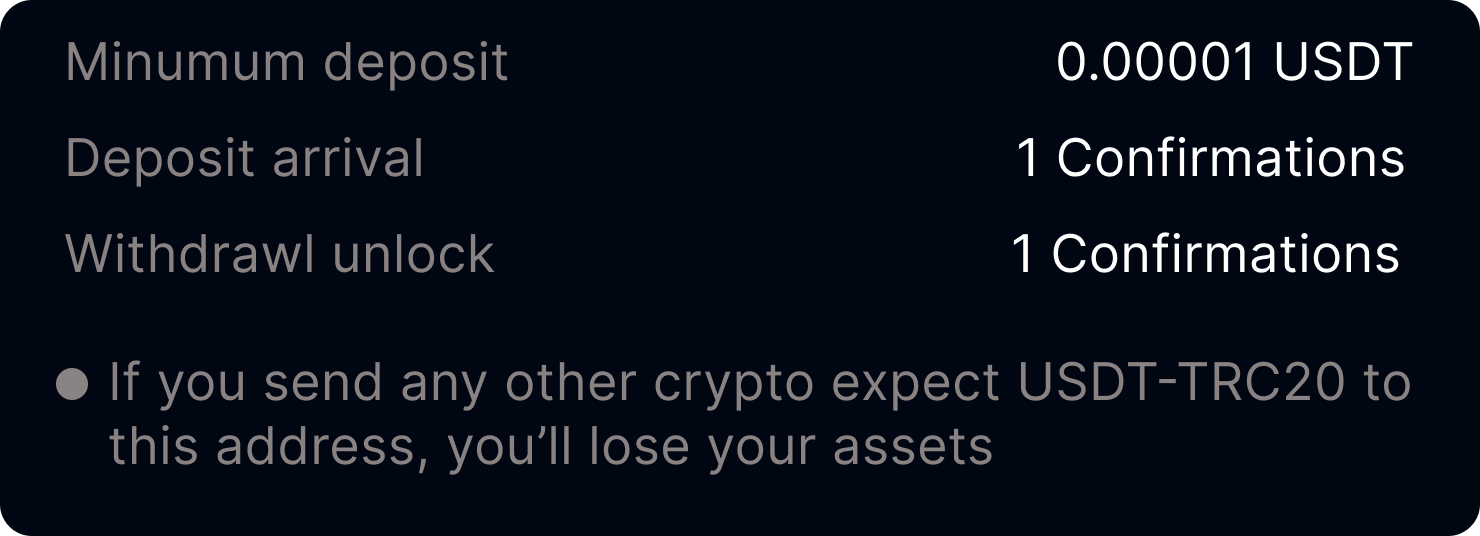 Minumum deposit 0.00001 USDT
Deposit arrival 1 Confirmations
Withdrawl unlock 1 Confirmations
If you send any other crypto expect USDT-TRC20 to
this address, you’ll lose your assets